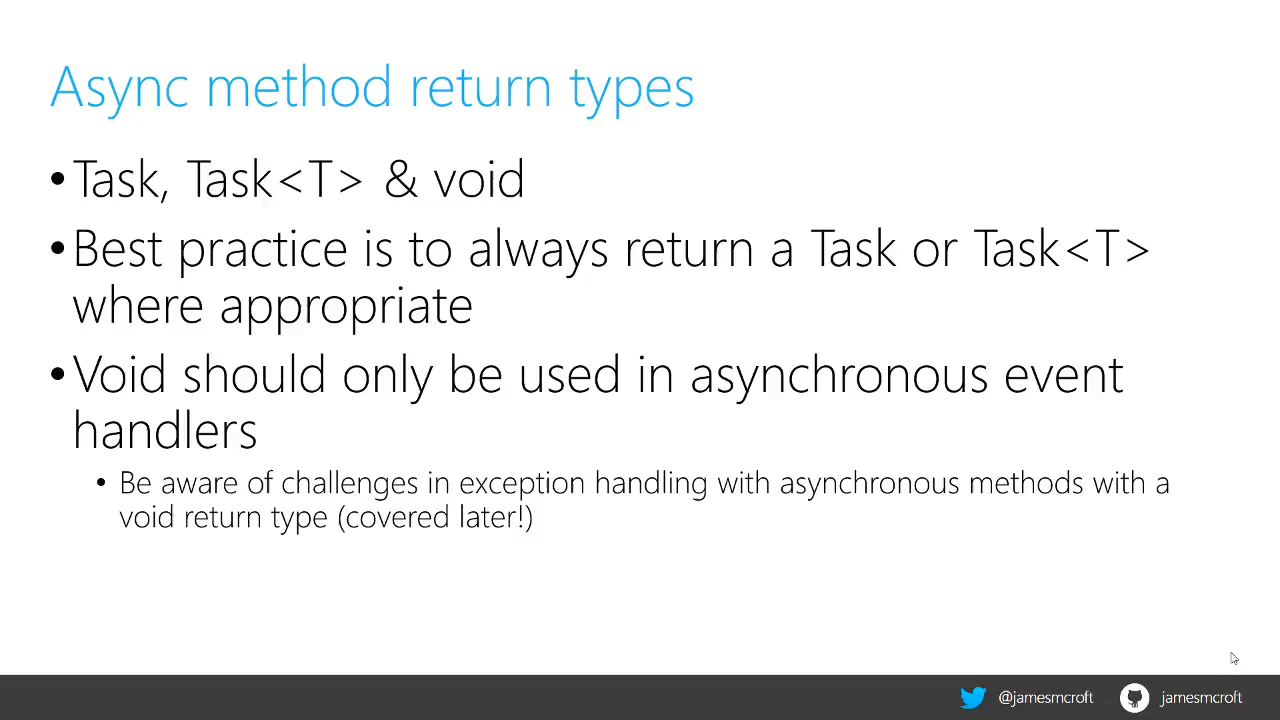 Async method return types
•Task, Task<T> & void
•Best practice is to always return a Task or Task<T>
where appropriate
•Void should only be used in asynchronous event
handlers
• Be aware of challenges in exception handling with asynchronous methods with a
void return type (covered later!)
@jamesmcroft jamesmcroft